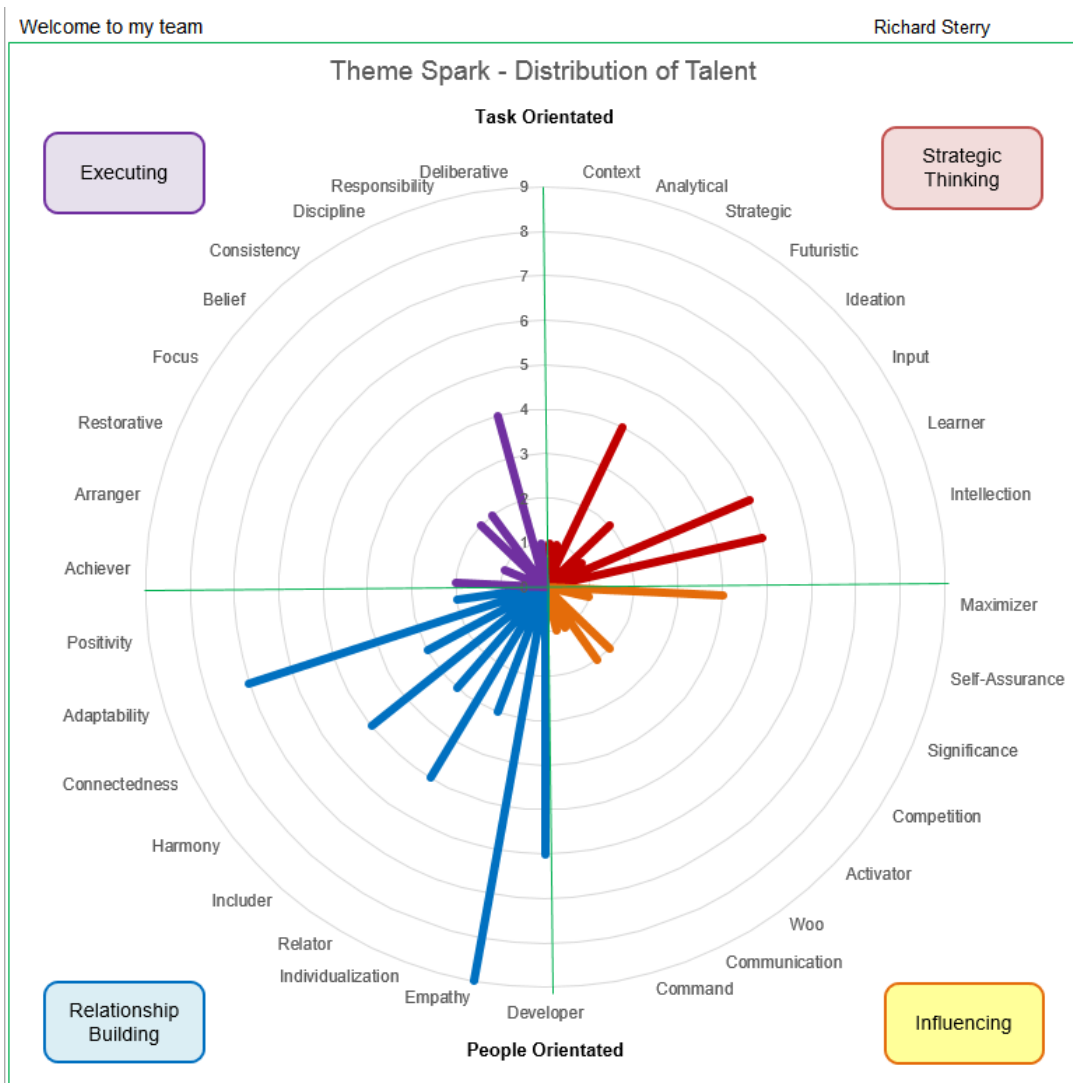 Welcome to my team
Richard Sterry
Theme Spark - Distribution of Talent
Task Orientated
Executing
Strategic
Thinking
Deliberative
Context
Responsibility
Analytical
Discipline
Strategic
Consistency
Futuristic
Belief
Ideation
Focus
Input
Restorative
Learner
Arranger
Intellection
Achiever
Maximizer
Positivity
Self-Assurance
Adaptability
Significance
Connectedness
Competition
Harmony
Activator
Includer
Woo
Relator
Communication
Individualization
Command
Empathy
Developer
9
8
7
6
5
4
3
2
1
0
Relationship
Building
Influencing
People Orientated